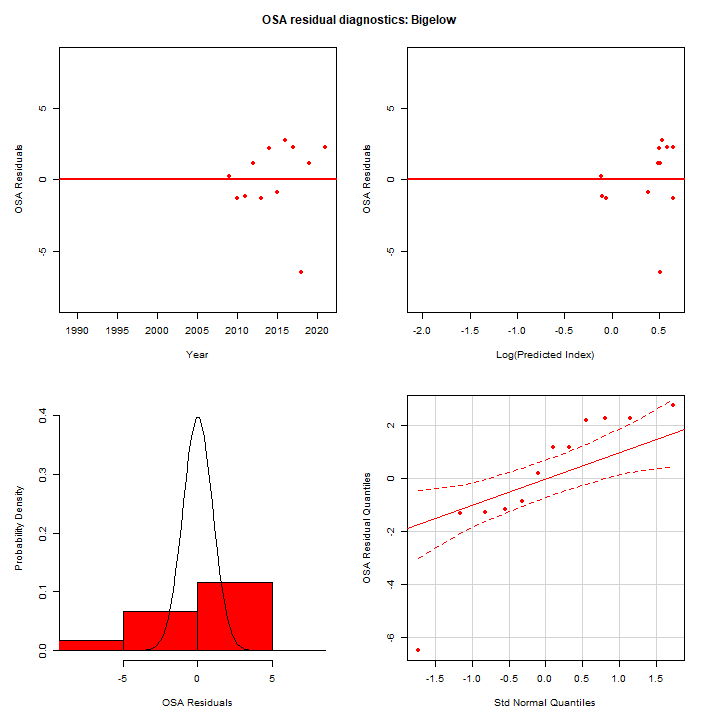 OSA residual diagnostics: Bigelow
OSA Residuals
5
0
-5
1990 1995 2000 2005 2010 2015 2020
Year
OSA Residuals
5
0
-5
-2.0 -1.5 -1.0 -0.5 0.0 0.5
Log(Predicted Index)
Probability Density
0.4
0.3
0.2
0.1
0.0
-5 0 5
OSA Residuals
OSA Residual Quantiles
2
0
-2
-4
-6
-1.5 -1.0 -0.5 0.0 0.5 1.0 1.5
Std Normal Quantiles